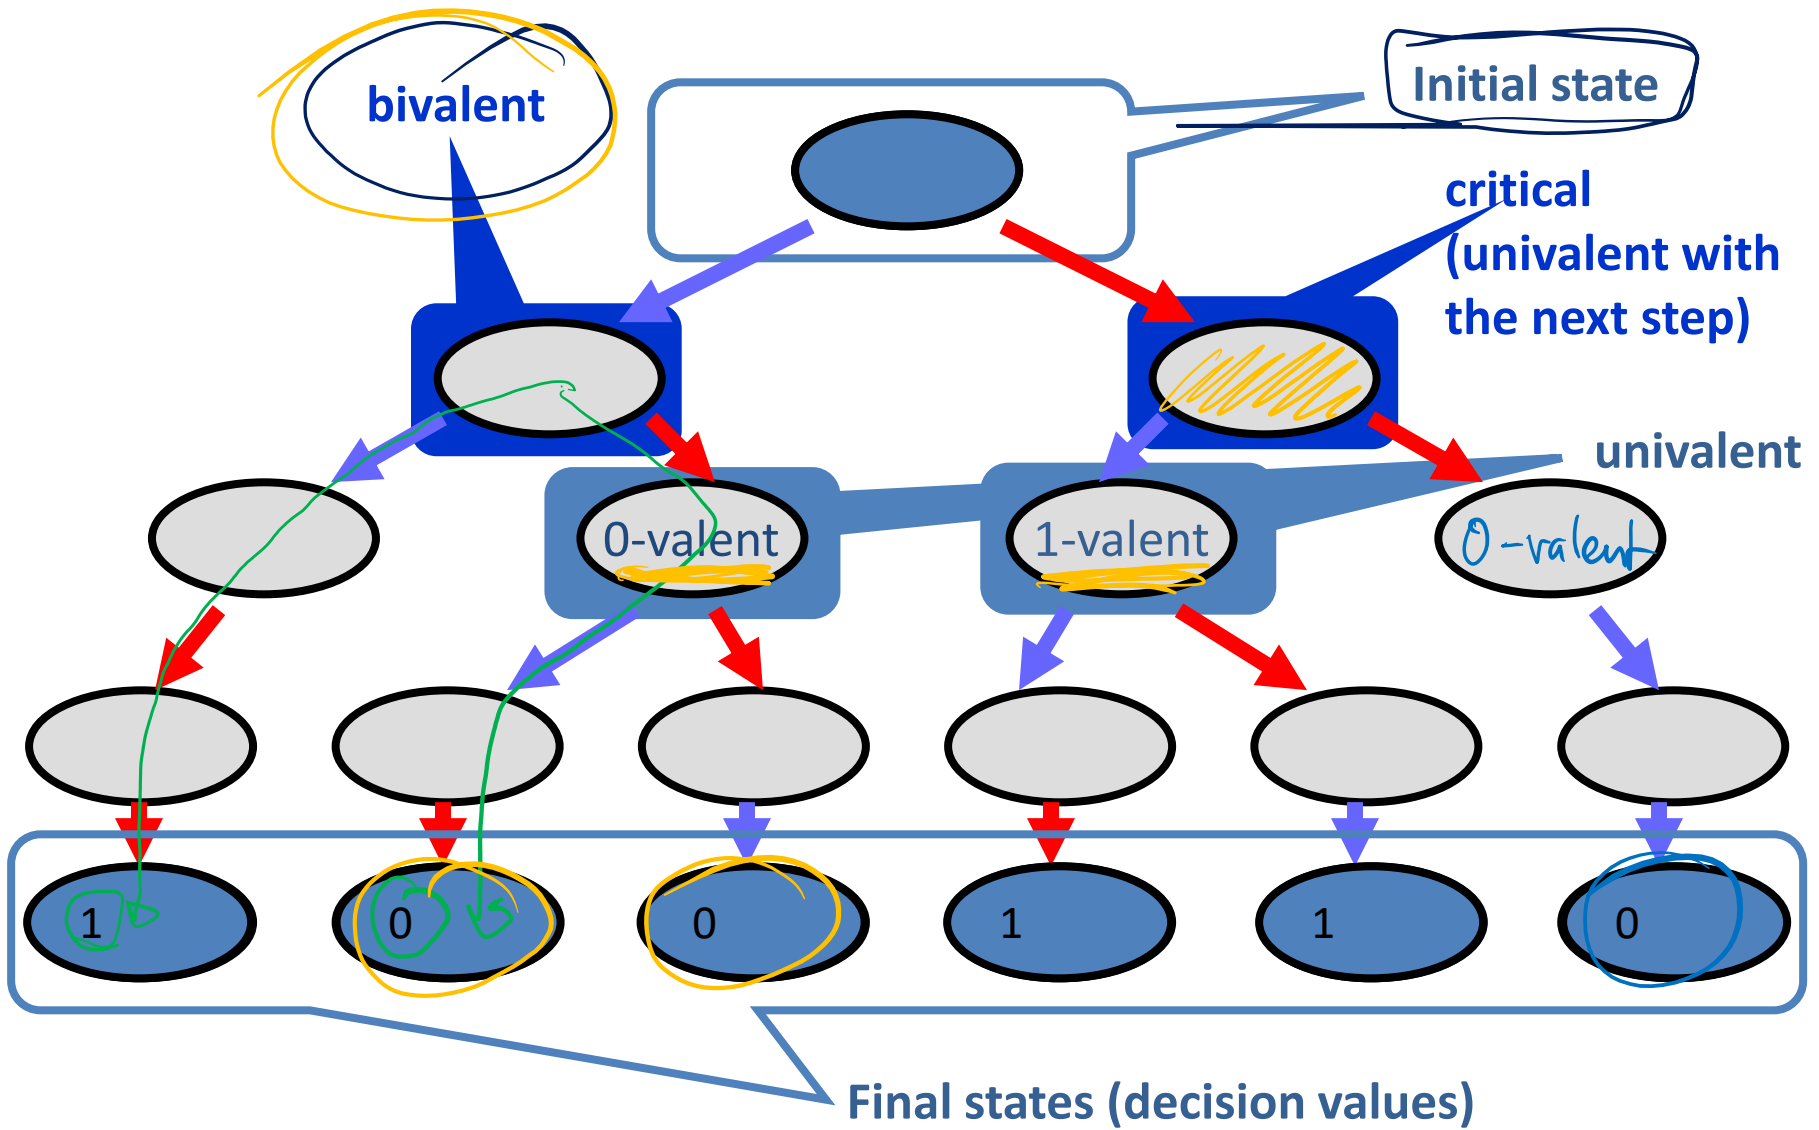 bivalent
Initial state
critical
(univalent with
the next step)
univalent
0-valent
1-valent
0-valent
1
0
0
1
1
0
Final states (decision values)